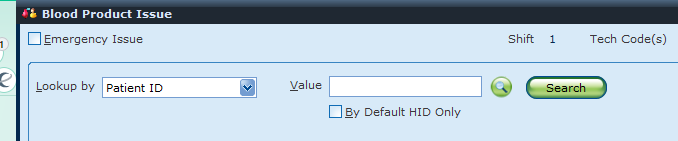 Blood Product Issue
Emergency Issue Shift 1 Tech Code(s)
1
Lookup by Patient ID Value Search
By Default HID Only